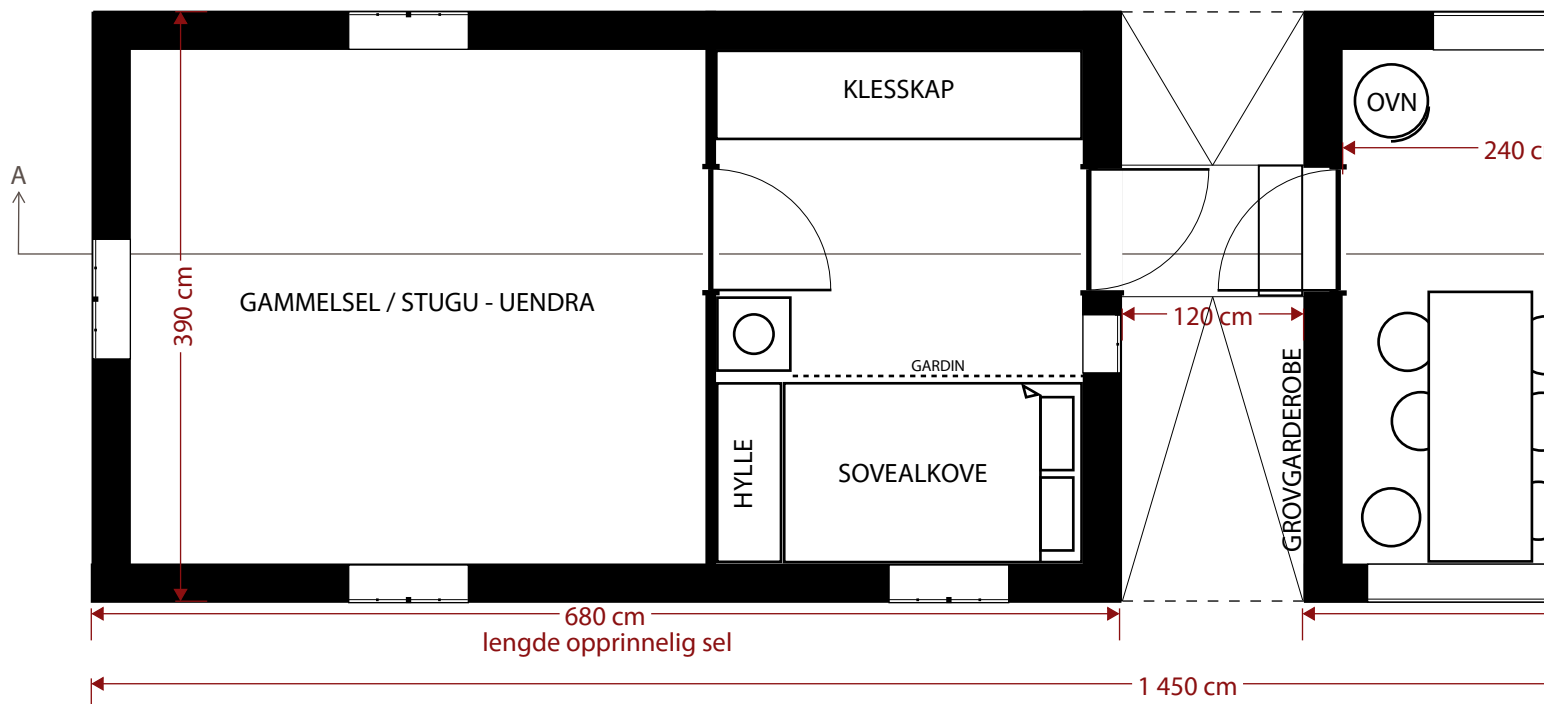 KLESSKAP
OVN
240 c
A
390 cm
GAMMELSEL / STUGU - UENDRA
120 cm
GARDIN
GROVGARDEROBE
HYLLE
SOVEALKOVE
680 cm
lengde opprinnelig sel
1 450 cm